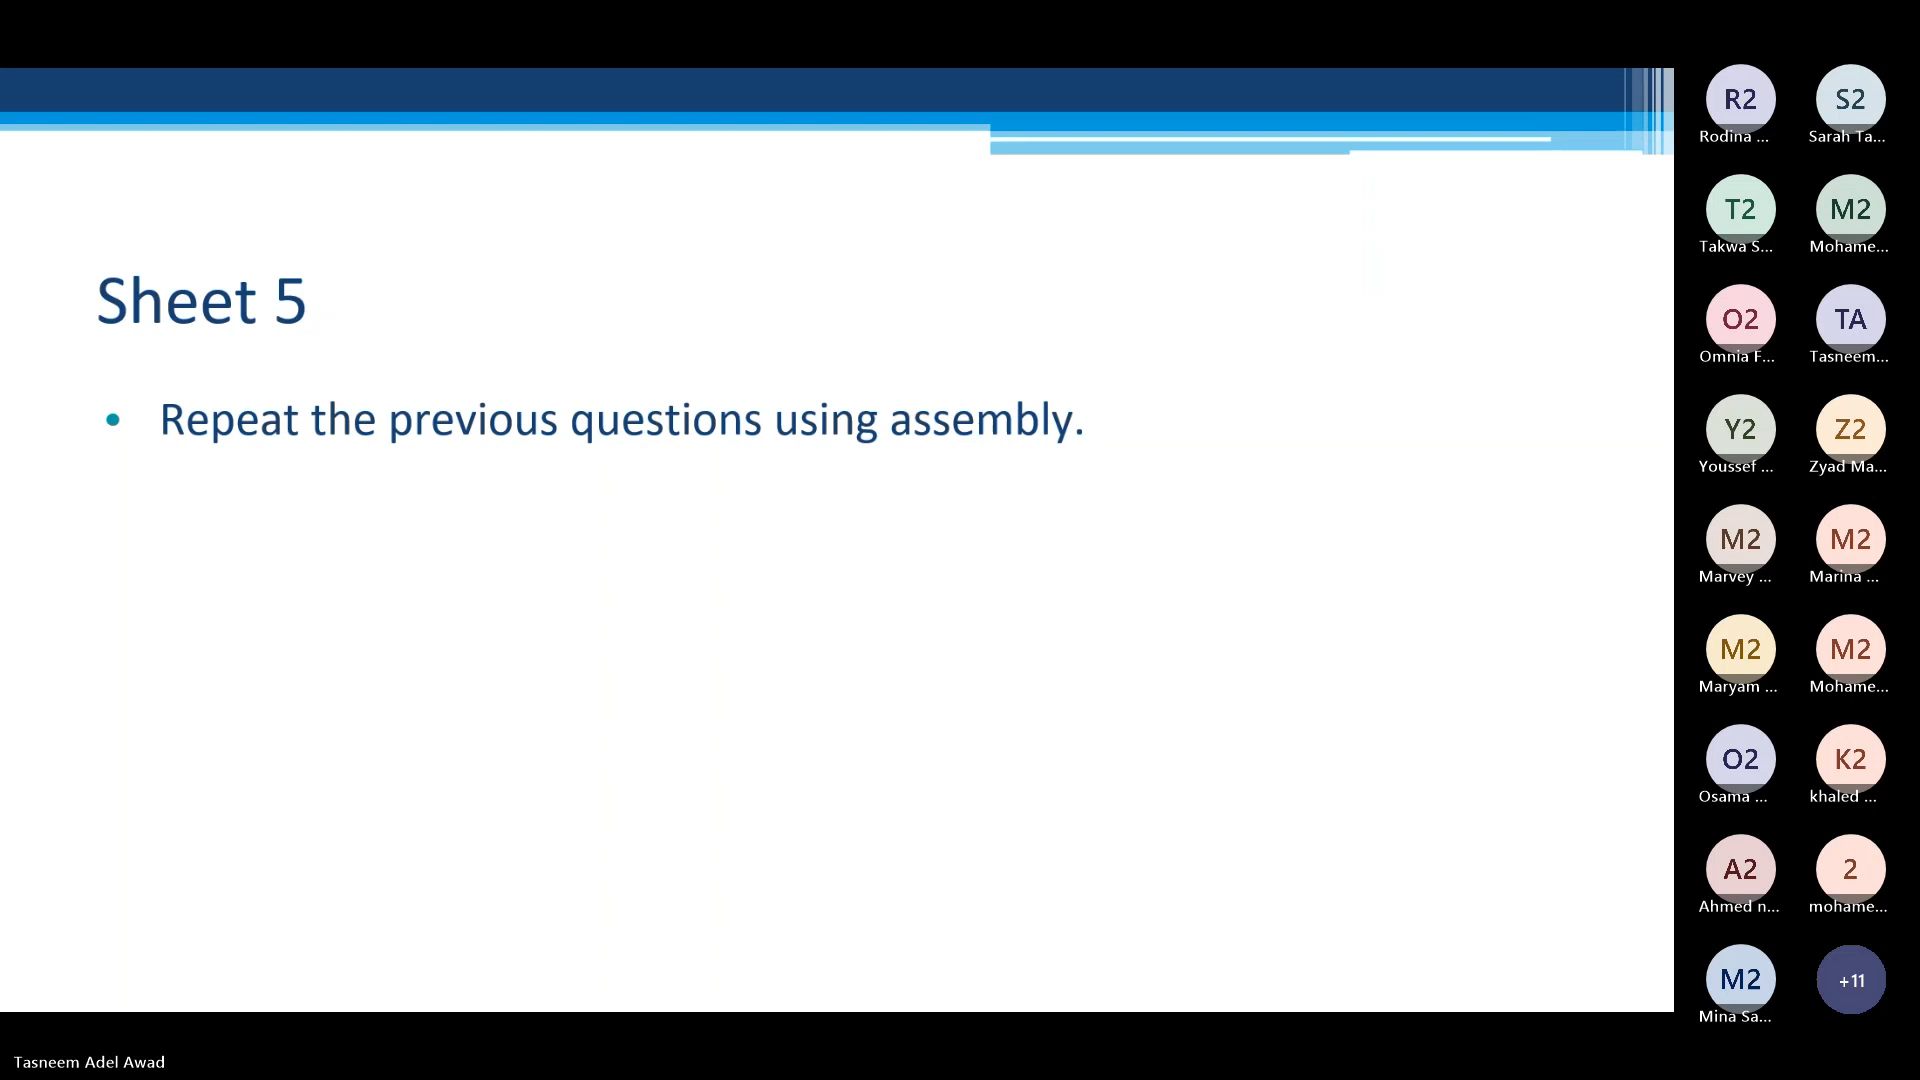 Sheet 5
• Repeat the previous questions using assembly.
R2
S2
Rodina ...
Sarah Ta...
T2
M2
Takwa S...
Mohame...
O2
TA
Omnia F...
Tasneem...
Y2
Z2
Youssef ...
Zyad Ma...
M2
M2
Marvey ...
Marina ...
M2
M2
Maryam ...
Mohame...
O2
K2
Osama ...
khaled ...
A2
2
Ahmed n...
mohame...
M2
+11
Mina Sa...
Tasneem Adel Awad